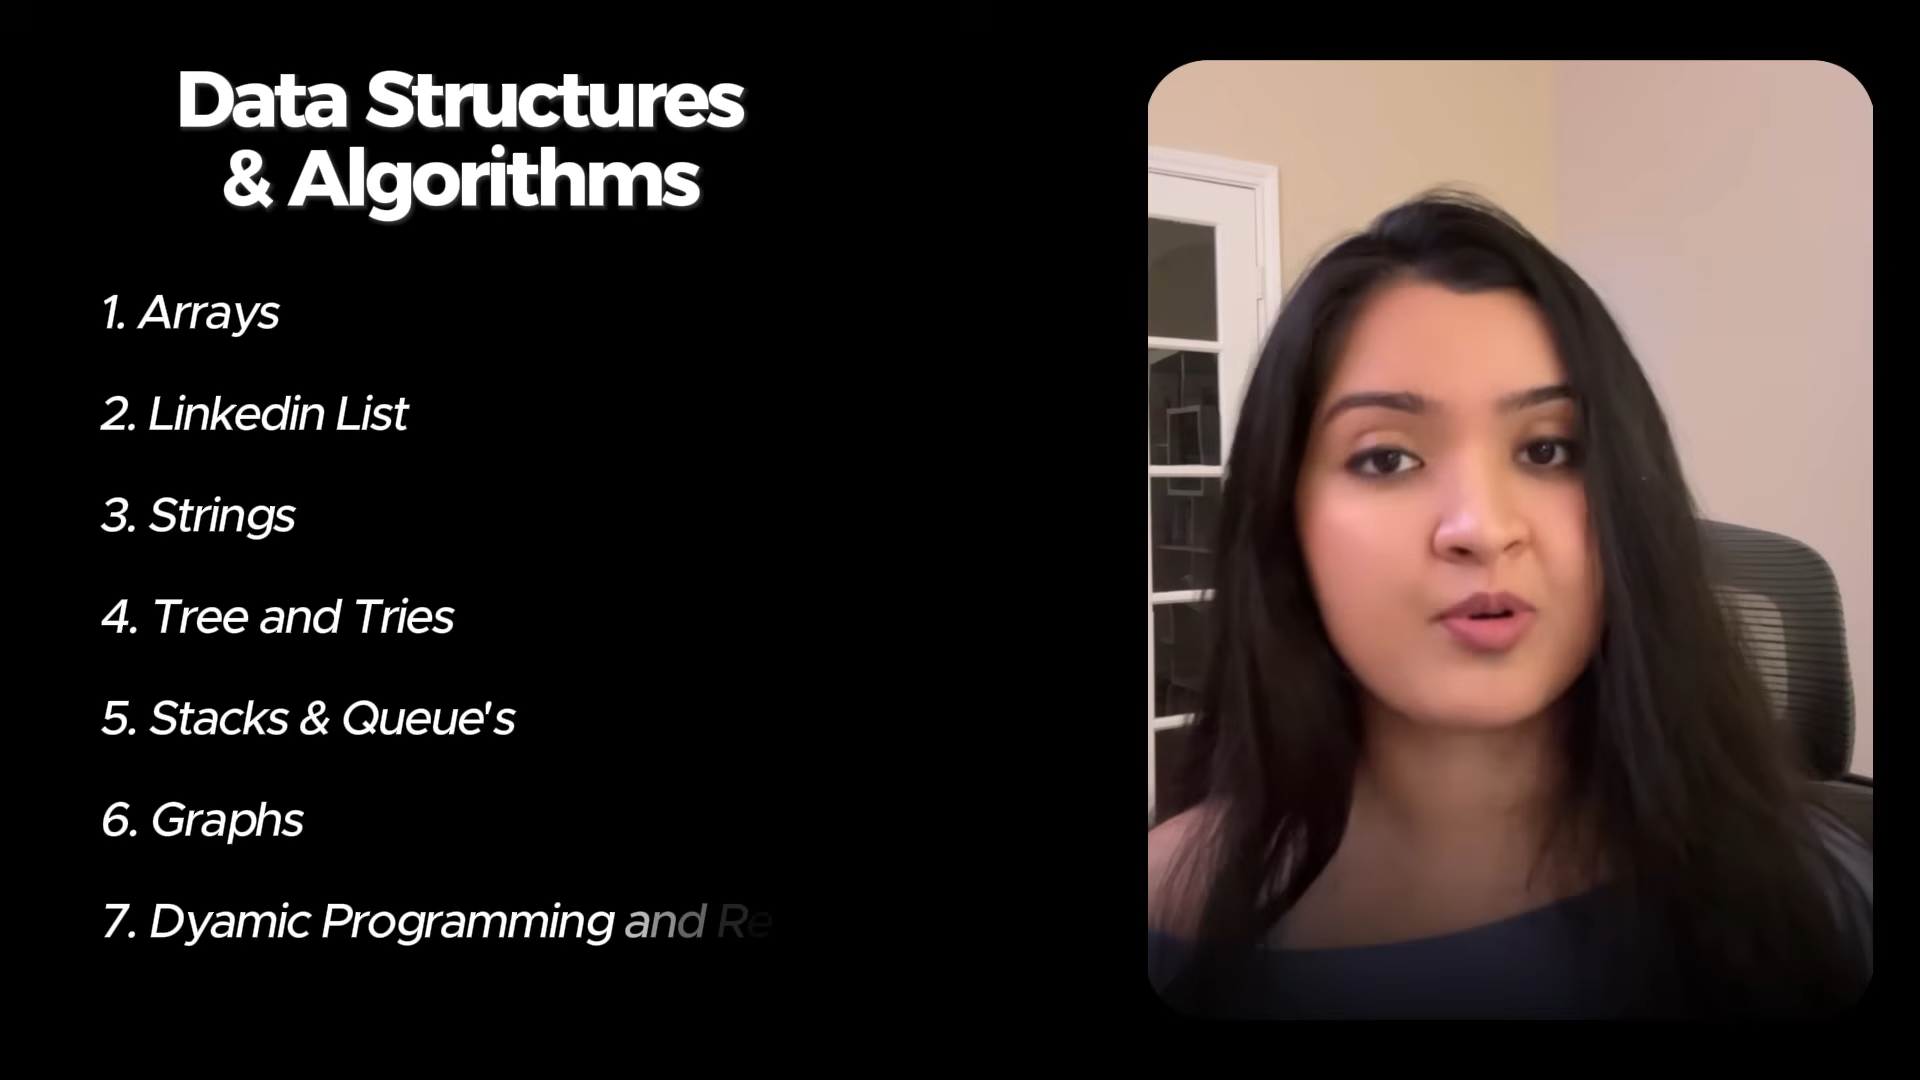 Data Structures
& Algorithms
1. Arrays
2. Linkedin List
3. Strings
4. Tree and Tries
5. Stacks & Queue's
6. Graphs
7. Dyamic Programming and Re